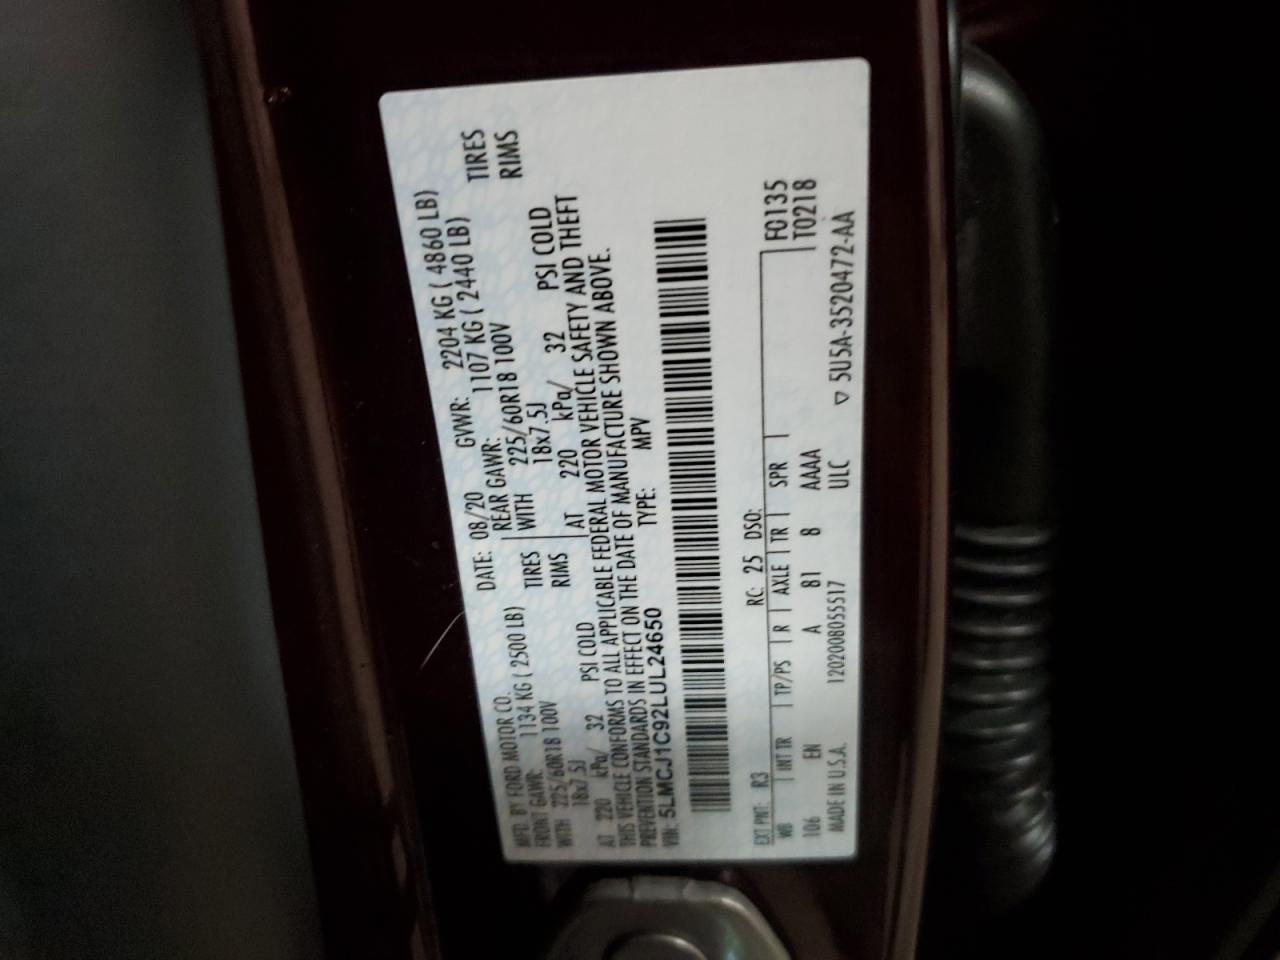 MFD. BY FORD MOTOR CO.
DATE: 08/20 GVWR: 2204 KG ( 4860 LB)
FRONT GAWR: 1134 KG ( 2500 LB) REAR GAWR: 1107 KG ( 2440 LB)
WITH 225/60R18 100V TIRES WITH 225/60R18 100V TIRES
18x7.5J RIMS 18x7.5J RIMS
AT 220 kPa/ 32 PSI COLD AT 220 kPa/ 32 PSI COLD
THIS VEHICLE CONFORMS TO ALL APPLICABLE FEDERAL MOTOR VEHICLE SAFETY AND THEFT
PREVENTION STANDARDS IN EFFECT ON THE DATE OF MANUFACTURE SHOWN ABOVE.
VIN: 5LMCJ1C92LUL24650 TYPE: MPV
EXT PNT: R3 RC: 25 DSO: F0135
WB INT TR TP/PS R AXLE TR SPR T0218
106 EN A 81 8 AAAA
MADE IN U.S.A. 120200805S517 ULC ▽ 5U5A-3520472-AA